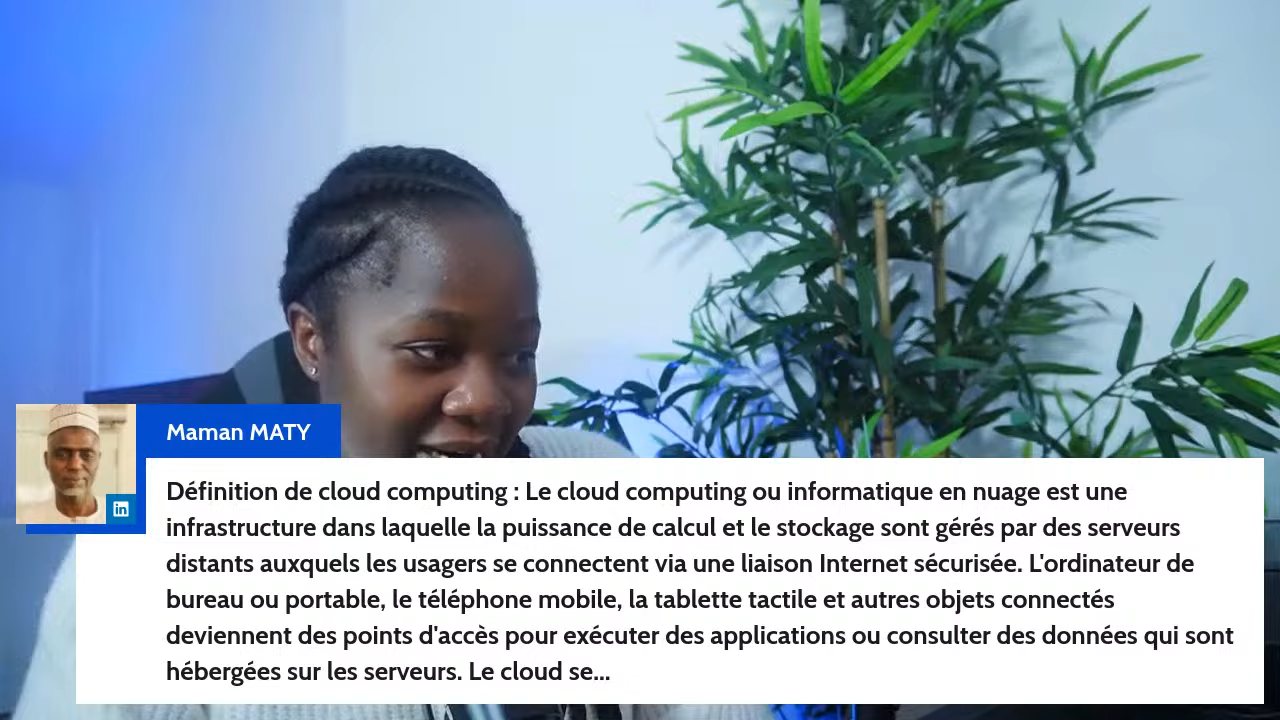 Maman MATY
in
Définition de cloud computing : Le cloud computing ou informatique en nuage est une
infrastructure dans laquelle la puissance de calcul et le stockage sont gérés par des serveurs
distants auxquels les usagers se connectent via une liaison Internet sécurisée. L'ordinateur de
bureau ou portable, le téléphone mobile, la tablette tactile et autres objets connectés
deviennent des points d'accès pour exécuter des applications ou consulter des données qui sont
hébergées sur les serveurs. Le cloud se...